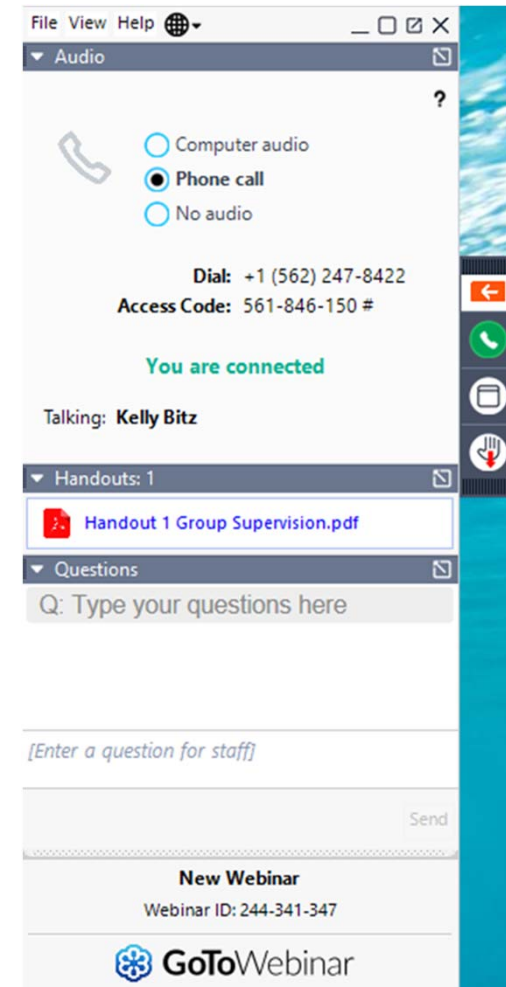 File View Help
Audio
?
Computer audio
Phone call
No audio
Dial: +1 (562) 247-8422
Access Code: 561-846-150 #
You are connected
Talking: Kelly Bitz
Handouts: 1
Handout 1 Group Supervision.pdf
Questions
Q: Type your questions here
[Enter a question for staff]
Send
New Webinar
Webinar ID: 244-341-347
GoToWebinar